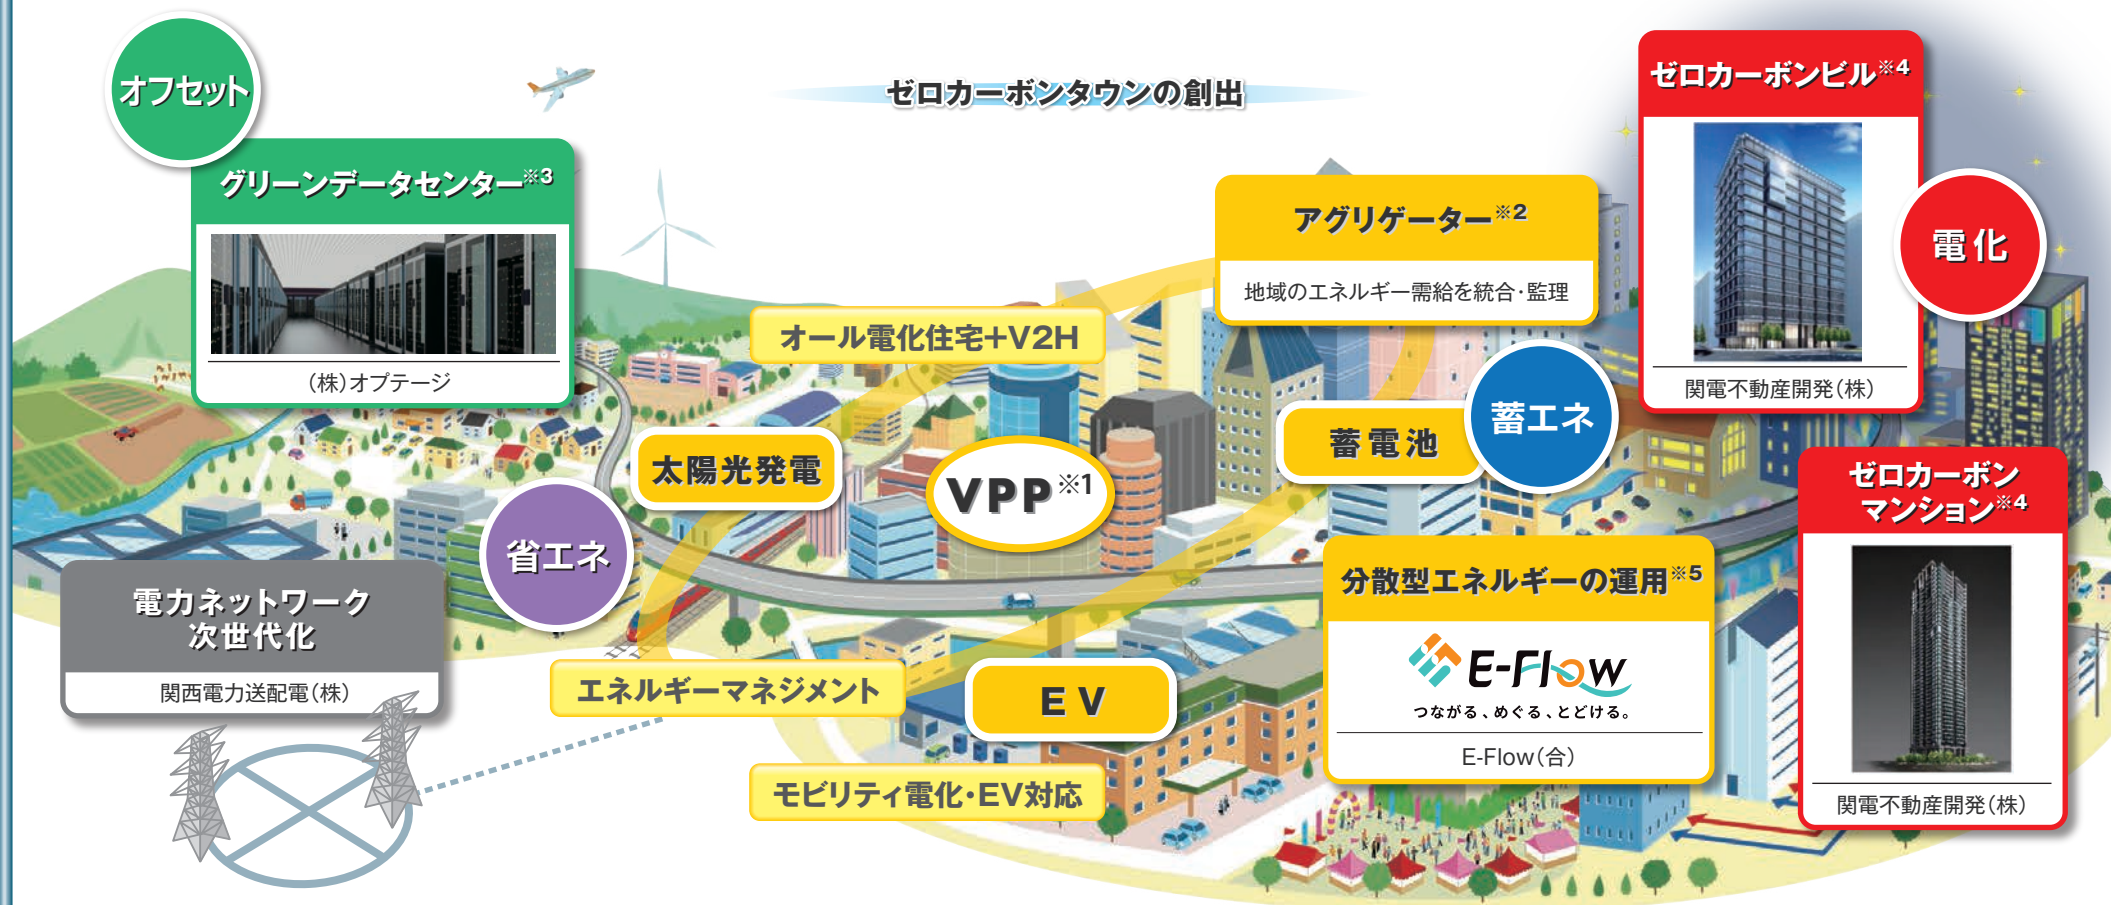 オフセット
ゼロカーボンタウンの創出
ゼロカーボンビル※4
関電不動産開発(株)
電化
グリーンデータセンター※3
(株)オプテージ
アグリゲーター※2
地域のエネルギー需給を統合・監理
オール電化住宅+V2H
太陽光発電
VPP※1
蓄電池
蓄エネ
省エネ
ゼロカーボン
マンション※4
関電不動産開発(株)
電力ネットワーク
次世代化
関西電力送配電(株)
エネルギーマネジメント
EV
モビリティ電化・EV対応
分散型エネルギーの運用※5
E-Flow
つながる、めぐる、とどける。
E-Flow(合)